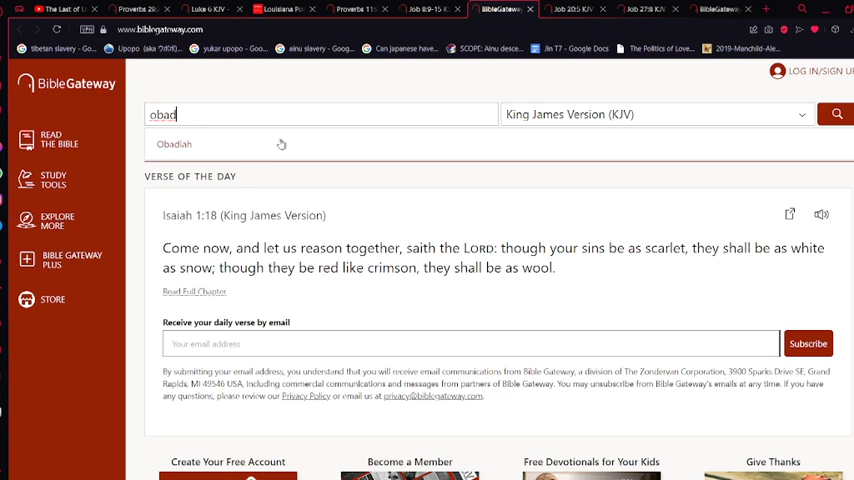 The Last of L
Proverbs 29:
Luke 6 KJV -
Louisiana Pol
Proverbs 11:
Job 8:9-15 KJ
BibleGatewa
Job 20:5 KJV
Job 27:8 KJV
BibleGatewa
VPN www.biblegateway.com
tibetan slavery - G...
yukar upopo - Goo...
ainu slavery - Goog...
Can Japanese have...
SCOPE: Ainu desce...
Jin T7 - Google Docs
The Politics of Love...
2019-Manchild-Ale...
BibleGateway
LOG IN/SIGN U
obad
King James Version (KJV)
Obadiah
READ
THE BIBLE
STUDY
TOOLS
EXPLORE
MORE
BIBLE GATEWAY
PLUS
STORE
VERSE OF THE DAY
Isaiah 1:18 (King James Version)
Come now, and let us reason together, saith the LORD: though your sins be as scarlet, they shall be as white
as snow; though they be red like crimson, they shall be as wool.
Read Full Chapter
Receive your daily verse by email
Your email address
Subscribe
By submitting your email address, you understand that you will receive email communications from Bible Gateway, a division of The Zondervan Corporation, 3900 Sparks Drive SE, Grand
Rapids, MI 49546 USA, including commercial communications and messages from partners of Bible Gateway. You may unsubscribe from Bible Gateway's emails at any time. If you have
any questions, please review our Privacy Policy or email us at privacy@biblegateway.com.
Create Your Free Account
Become a Member
Free Devotionals for Your Kids
Give Thanks